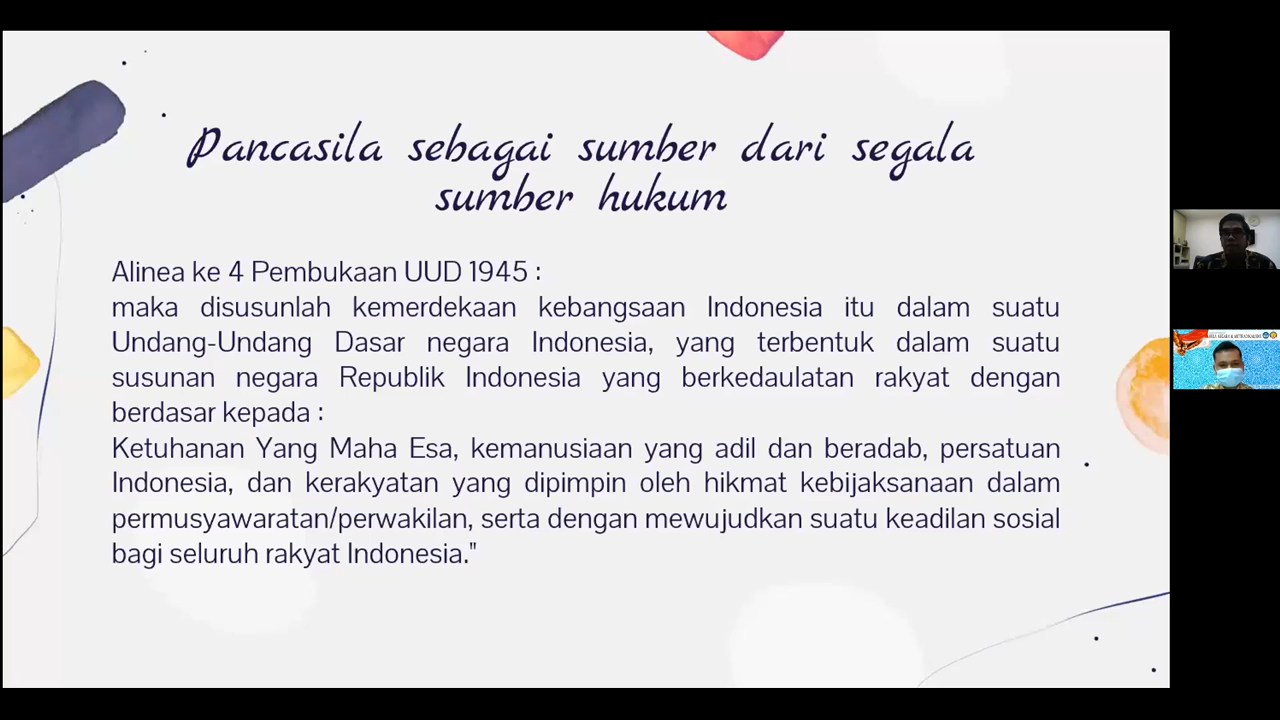 Pancasila sebagai sumber dari segala
sumber hukum
Alinea ke 4 Pembukaan UUD 1945 :
maka disusunlah kemerdekaan kebangsaan Indonesia itu dalam suatu
Undang-Undang Dasar negara Indonesia, yang terbentuk dalam suatu
susunan negara Republik Indonesia yang berkedaulatan rakyat dengan
berdasar kepada :
Ketuhanan Yang Maha Esa, kemanusiaan yang adil dan beradab, persatuan
Indonesia, dan kerakyatan yang dipimpin oleh hikmat kebijaksanaan dalam
permusyawaratan/perwakilan, serta dengan mewujudkan suatu keadilan sosial
bagi seluruh rakyat Indonesia."